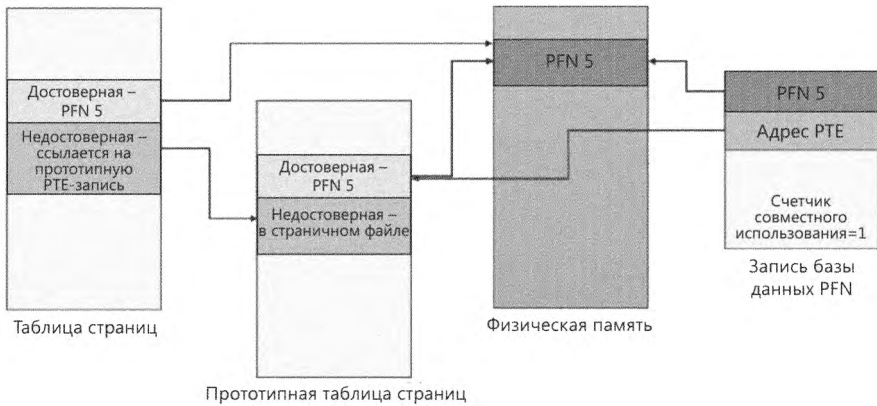 Достоверная –
PFN 5
Недостоверная –
ссылается на
прототипную
PTE-запись
Таблица страниц
Достоверная –
PFN 5
Недостоверная –
в страничном файле
Прототипная таблица страниц
PFN 5
Физическая память
PFN 5
Адрес PTE
Счетчик
совместного
использования=1
Запись базы
данных PFN